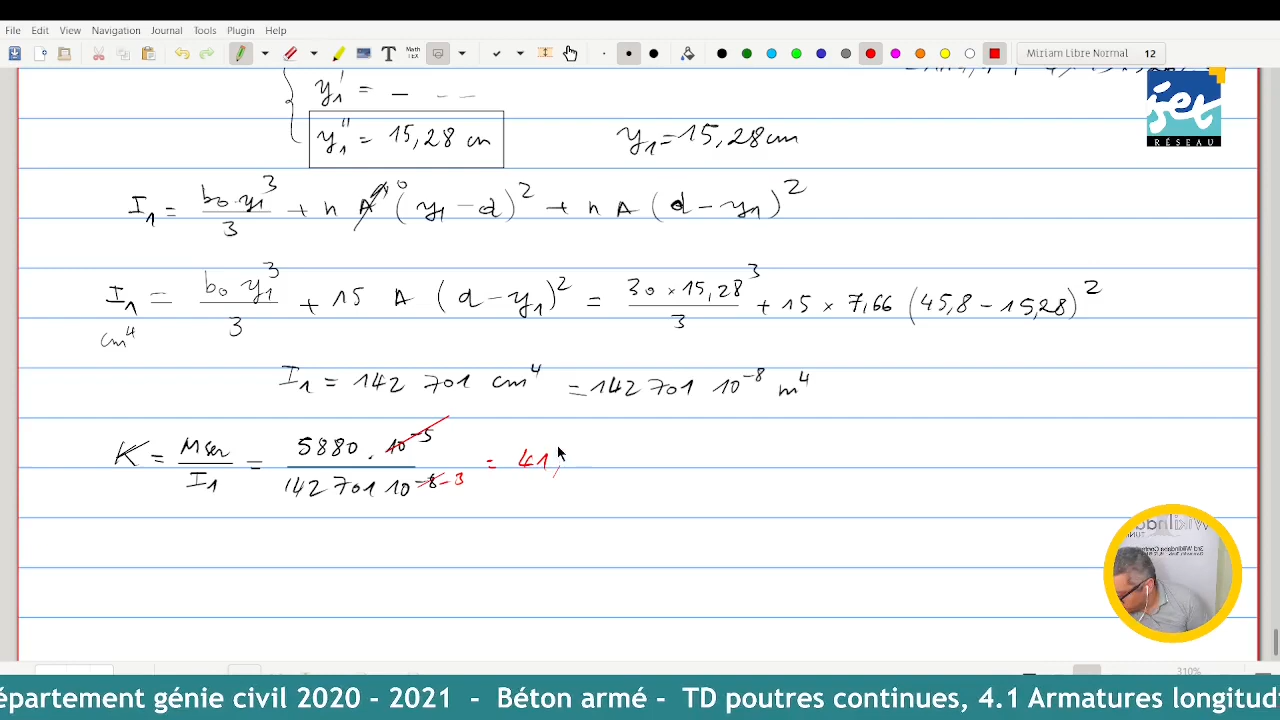 File Edit View Navigation Journal Tools Plugin Help
Miriam Libre Normal 12
jset
RÉSEAU
y₁' = – – –
y₁'' = 15,28 m y₁ = 15,28 cm
I₁ = b₀ y₁³ / 3 + n A' (y₁ – d)² + n A (d – y₁)²
I₁ = b₀ y₁³ / 3 + 15 A (d – y₁)² = 30 × 15,28³ / 3 + 15 × 7,66 (45,8 – 15,28)²
cm⁴
I₁ = 142 701 cm⁴ = 142 701 10⁻⁸ m⁴
K = Mser / I₁ = 5880 . 10⁻⁵ / 142 701 10⁻⁸ ⁻³ = 41,
310%
épartement génie civil 2020 - 2021 - Béton armé - TD poutres continues, 4.1 Armatures longitud